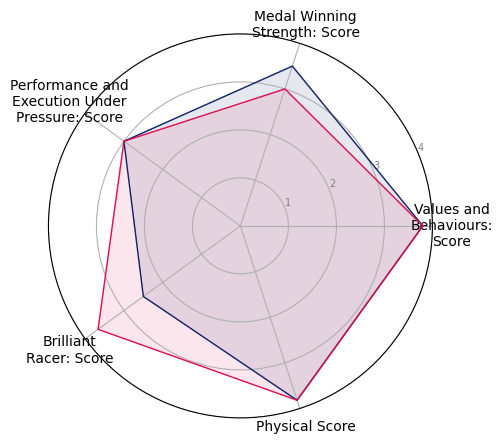 Medal Winning
Strength: Score
Performance and
Execution Under
Pressure: Score
4
3
2
1
Values and
Behaviours:
Score
Brilliant
Racer: Score
Physical Score